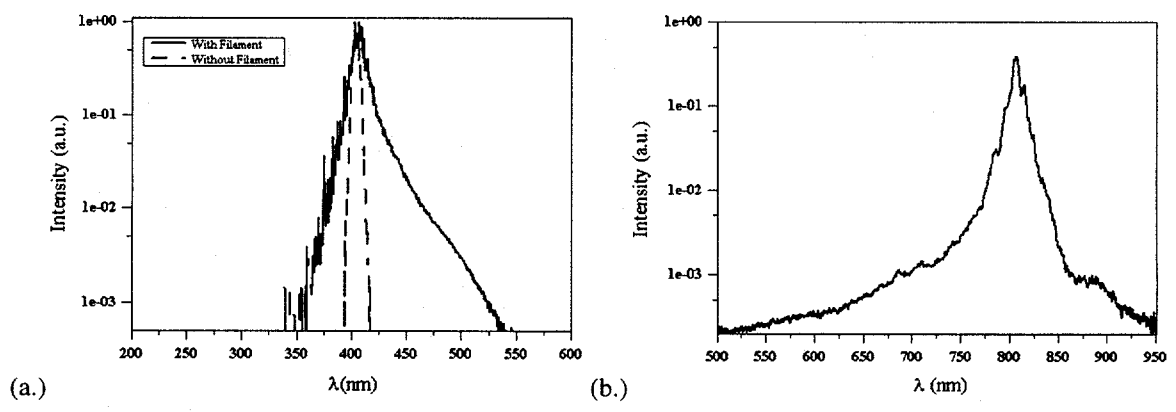 1e+00
1e-01
1e-02
1e-03
Intensity (a.u.)
With Filament
Without Filament
200 250 300 350 400 450 500 550 600
λ(nm)
(a.)
1e+00
1e-01
1e-02
1e-03
Intensity (a.u.)
500 550 600 650 700 750 800 850 900 950
λ (nm)
(b.)